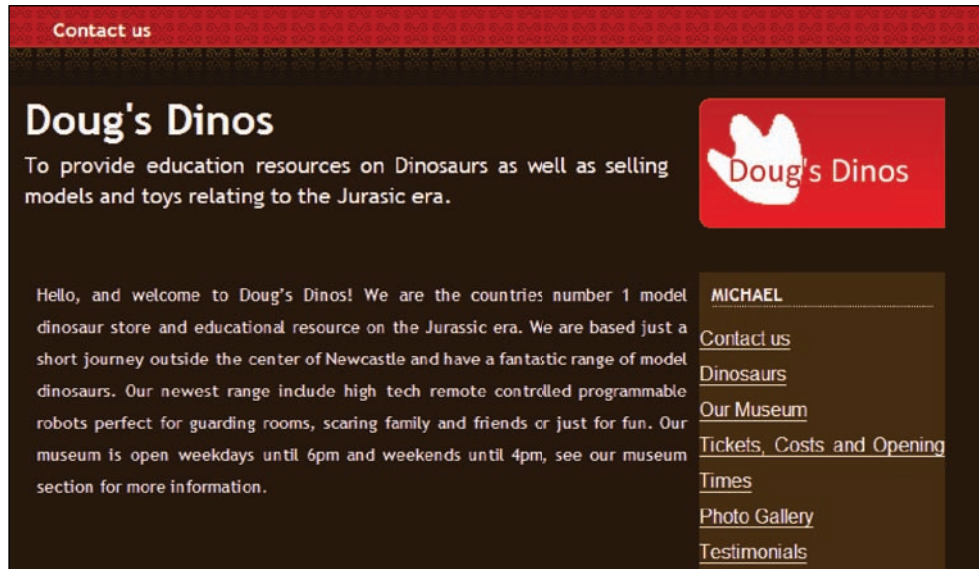 Contact us
Doug's Dinos
To provide education resources on Dinosaurs as well as selling
models and toys relating to the Jurasic era.
Doug's Dinos
Hello, and welcome to Doug's Dinos! We are the countries number 1 model
dinosaur store and educational resource on the Jurassic era. We are based just a
short journey outside the center of Newcastle and have a fantastic range of model
dinosaurs. Our newest range include high tech remote controlled programmable
robots perfect for guarding rooms, scaring family and friends or just for fun. Our
museum is open weekdays until 6pm and weekends until 4pm, see our museum
section for more information.
MICHAEL
Contact us
Dinosaurs
Our Museum
Tickets, Costs and Opening
Times
Photo Gallery
Testimonials